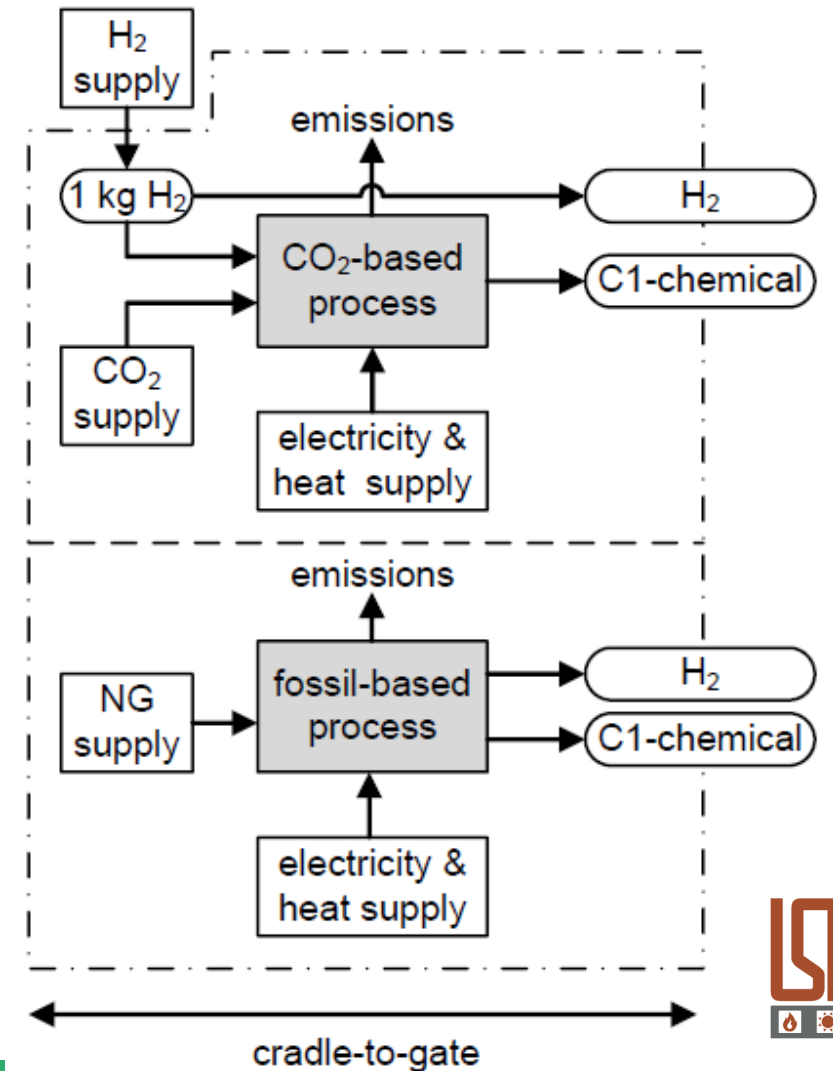 H₂
supply
emissions
1 kg H₂
H₂
CO₂-based
process
C1-chemical
CO₂
supply
electricity &
heat supply
emissions
NG
supply
fossil-based
process
H₂
C1-chemical
electricity &
heat supply
cradle-to-gate